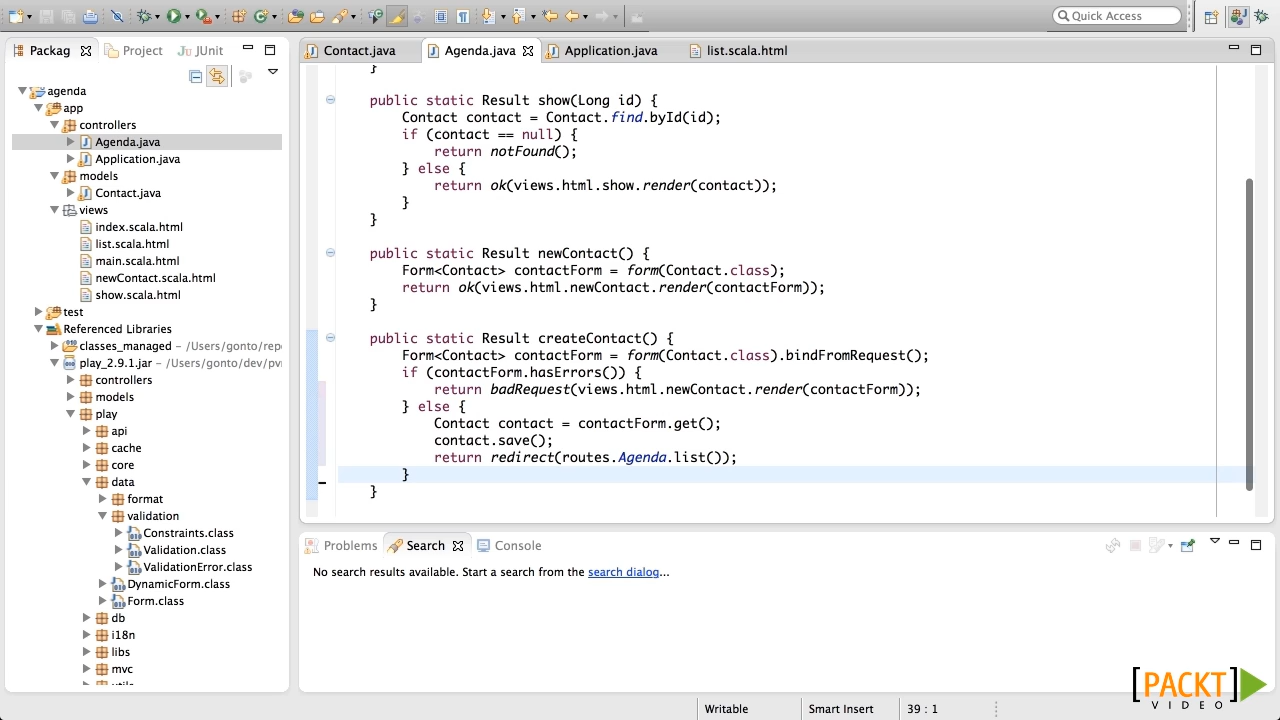 Quick Access
Packag
Project
JUnit
agenda
app
controllers
Agenda.java
Application.java
models
Contact.java
views
index.scala.html
list.scala.html
main.scala.html
newContact.scala.html
show.scala.html
test
Referenced Libraries
classes_managed – /Users/gonto/rep
play_2.9.1.jar – /Users/gonto/dev/pv
controllers
models
play
api
cache
core
data
format
validation
Constraints.class
Validation.class
ValidationError.class
DynamicForm.class
Form.class
db
i18n
libs
mvc
Contact.java
Agenda.java
Application.java
list.scala.html
}
public static Result show(Long id) {
Contact contact = Contact.find.byId(id);
if (contact == null) {
return notFound();
} else {
return ok(views.html.show.render(contact));
}
}
public static Result newContact() {
Form<Contact> contactForm = form(Contact.class);
return ok(views.html.newContact.render(contactForm));
}
public static Result createContact() {
Form<Contact> contactForm = form(Contact.class).bindFromRequest();
if (contactForm.hasErrors()) {
return badRequest(views.html.newContact.render(contactForm));
} else {
Contact contact = contactForm.get();
contact.save();
return redirect(routes.Agenda.list());
}
}
Problems
Search
Console
No search results available. Start a search from the search dialog...
[PACKT]
VIDEO
Writable
Smart Insert
39 : 1